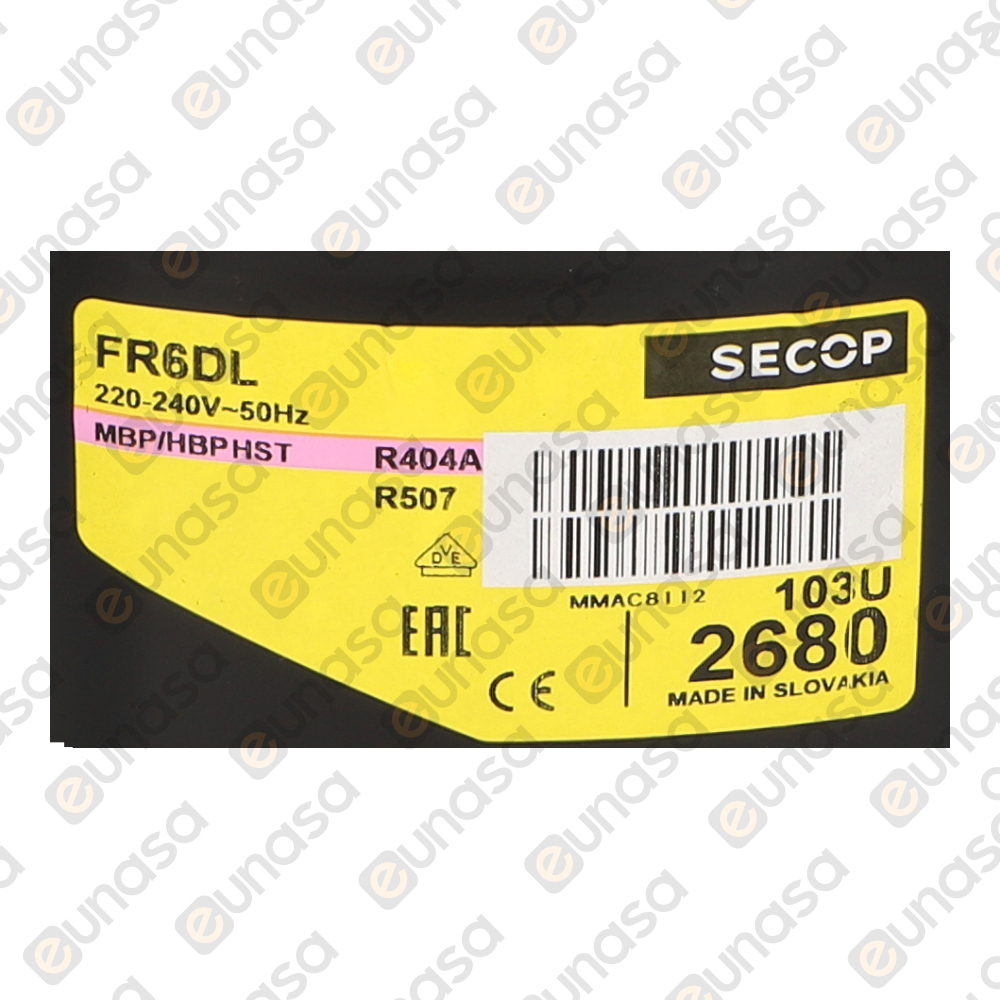 FR6DL
220-240V~50Hz
MBP/HBP HST R404A
R507
SECOP
DVE
MMAC8112
103U
2680
EAC
CE
MADE IN SLOVAKIA
eunasa